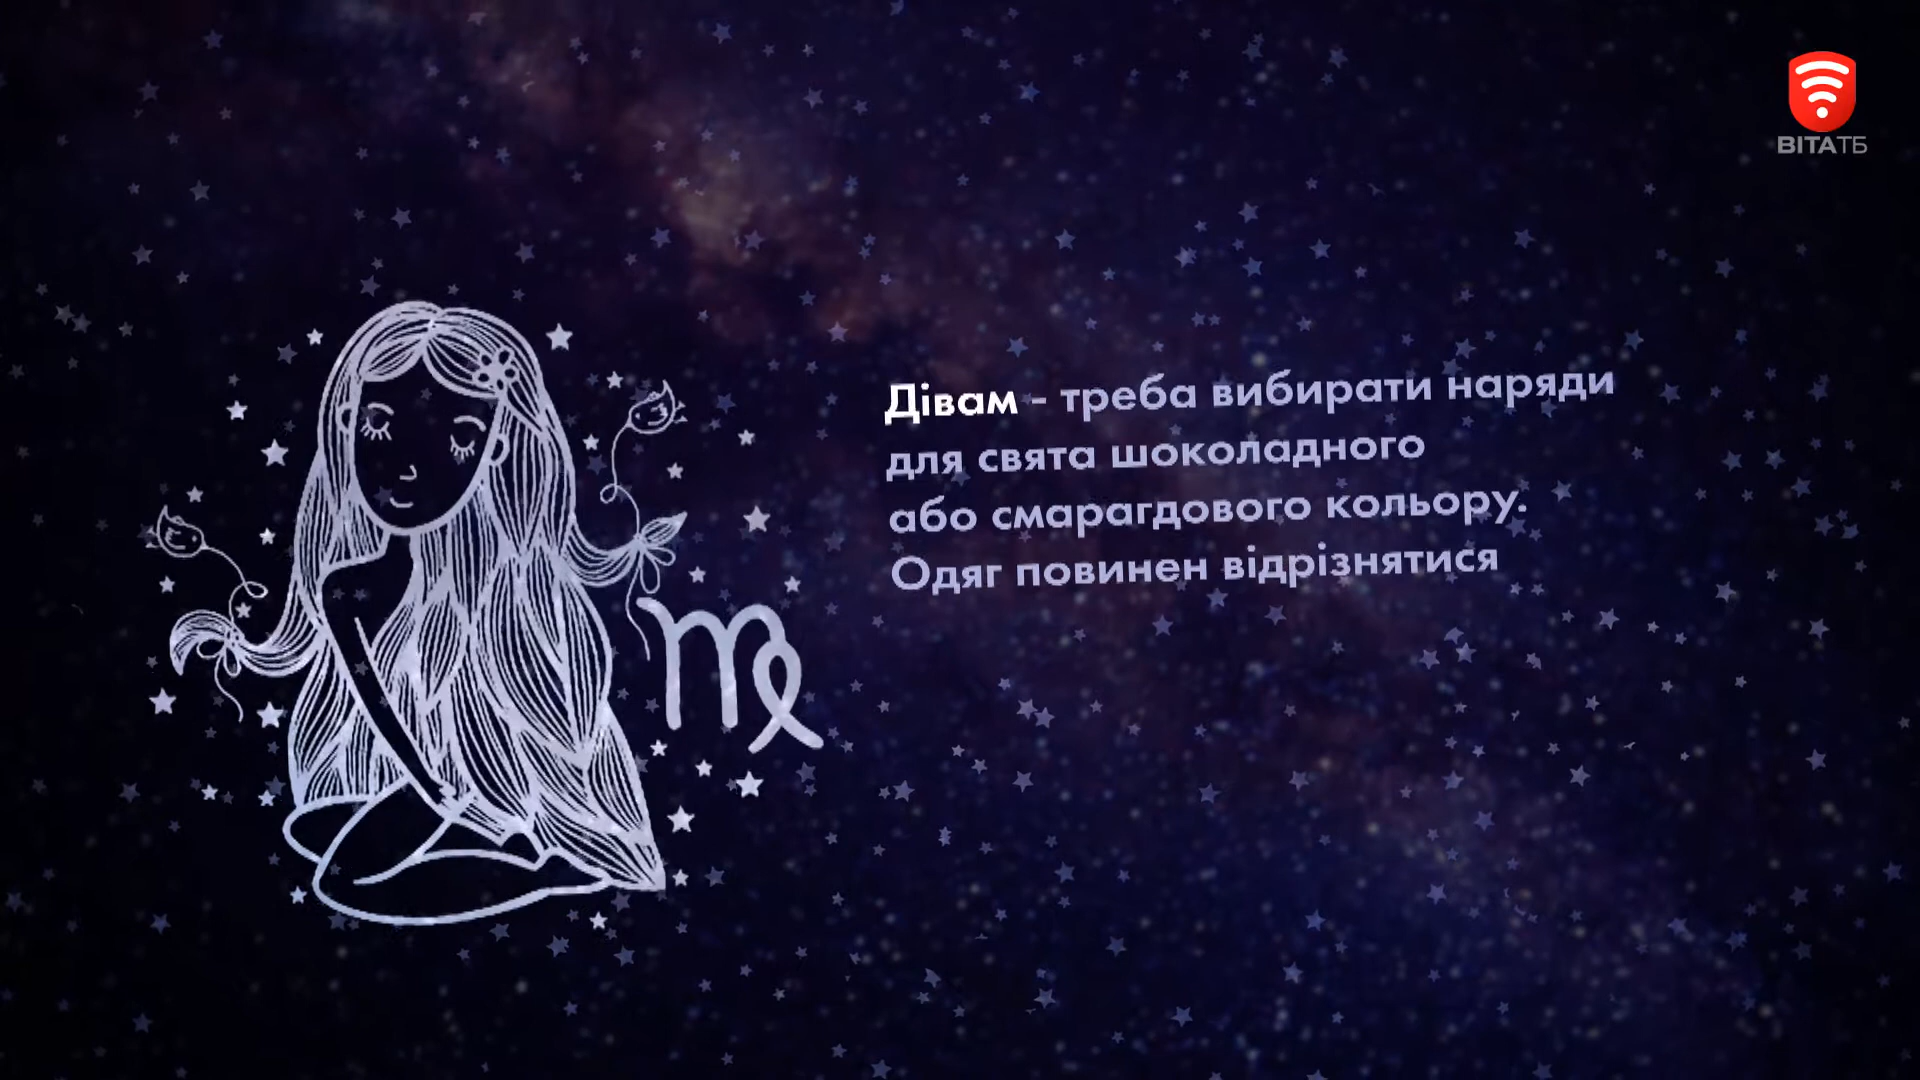 ВІТАТБ
Дівам - треба вибирати наряди
для свята шоколадного
або смарагдового кольору.
Одяг повинен відрізнятися